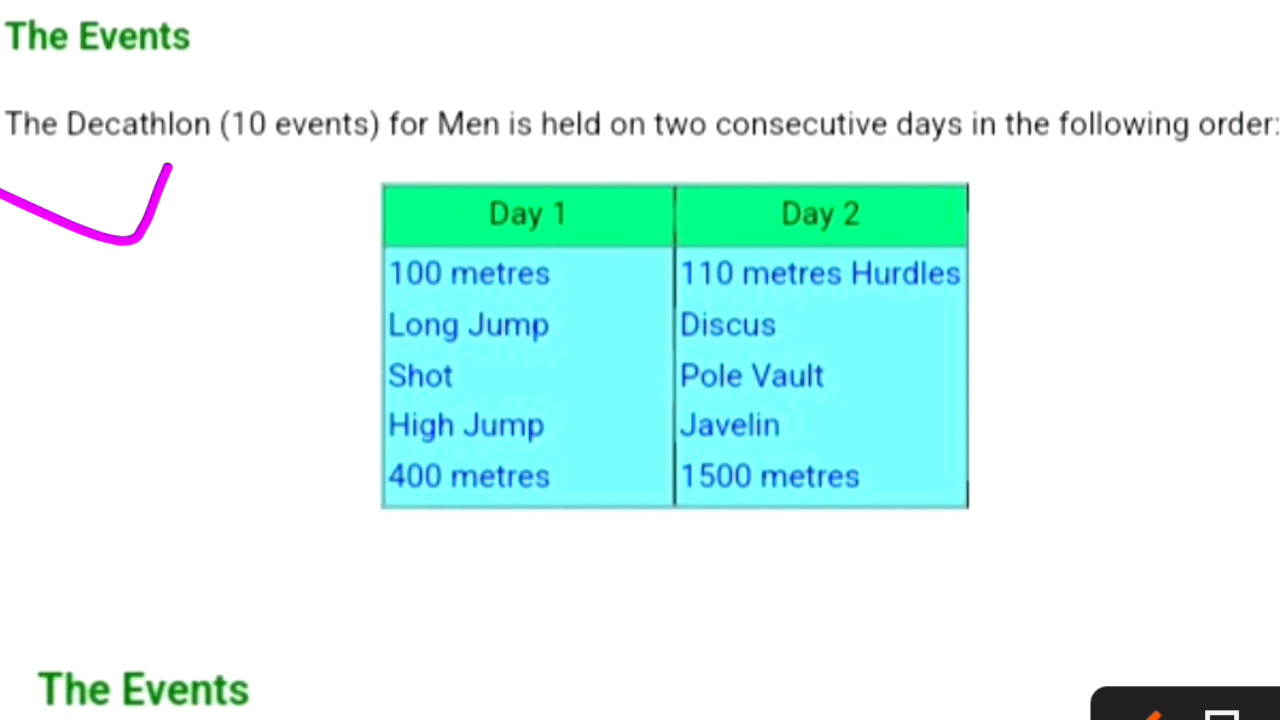 The Events
The Decathlon (10 events) for Men is held on two consecutive days in the following order:
Day 1 Day 2
100 metres 110 metres Hurdles
Long Jump Discus
Shot Pole Vault
High Jump Javelin
400 metres 1500 metres
The Events